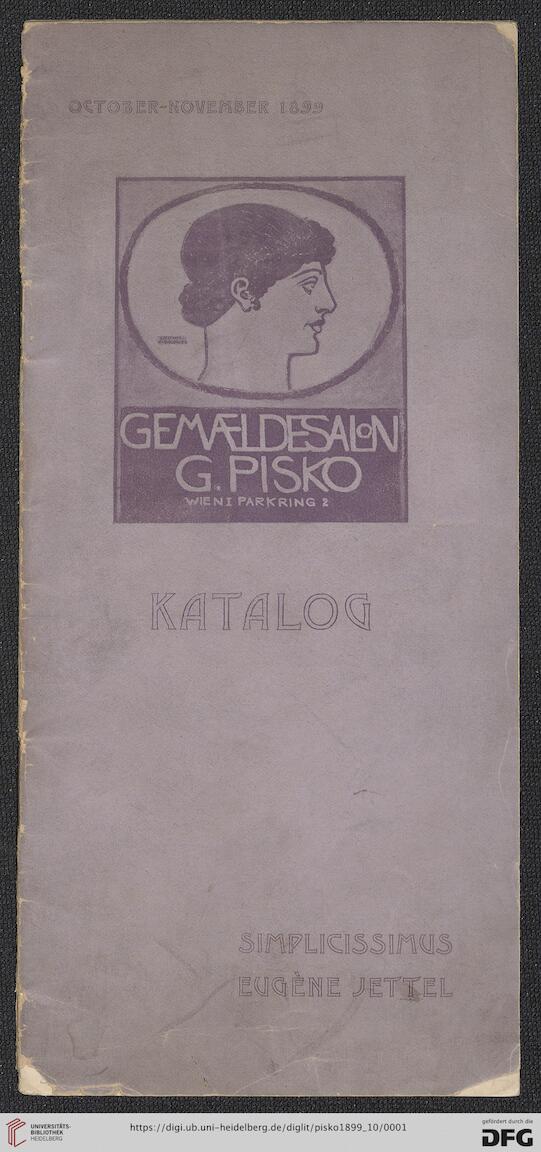 OCTOBER-NOVEMBER 1899
GEMÆLDESALON
G. PISKO
WIEN I PARKRING 2
KATALOG
SIMPLICISSIMUS
EUGÈNE JETTEL
UNIVERSITÄTS-
BIBLIOTHEK
HEIDELBERG
https://digi.ub.uni-heidelberg.de/diglit/pisko1899_10/0001
gefördert durch die
DFG